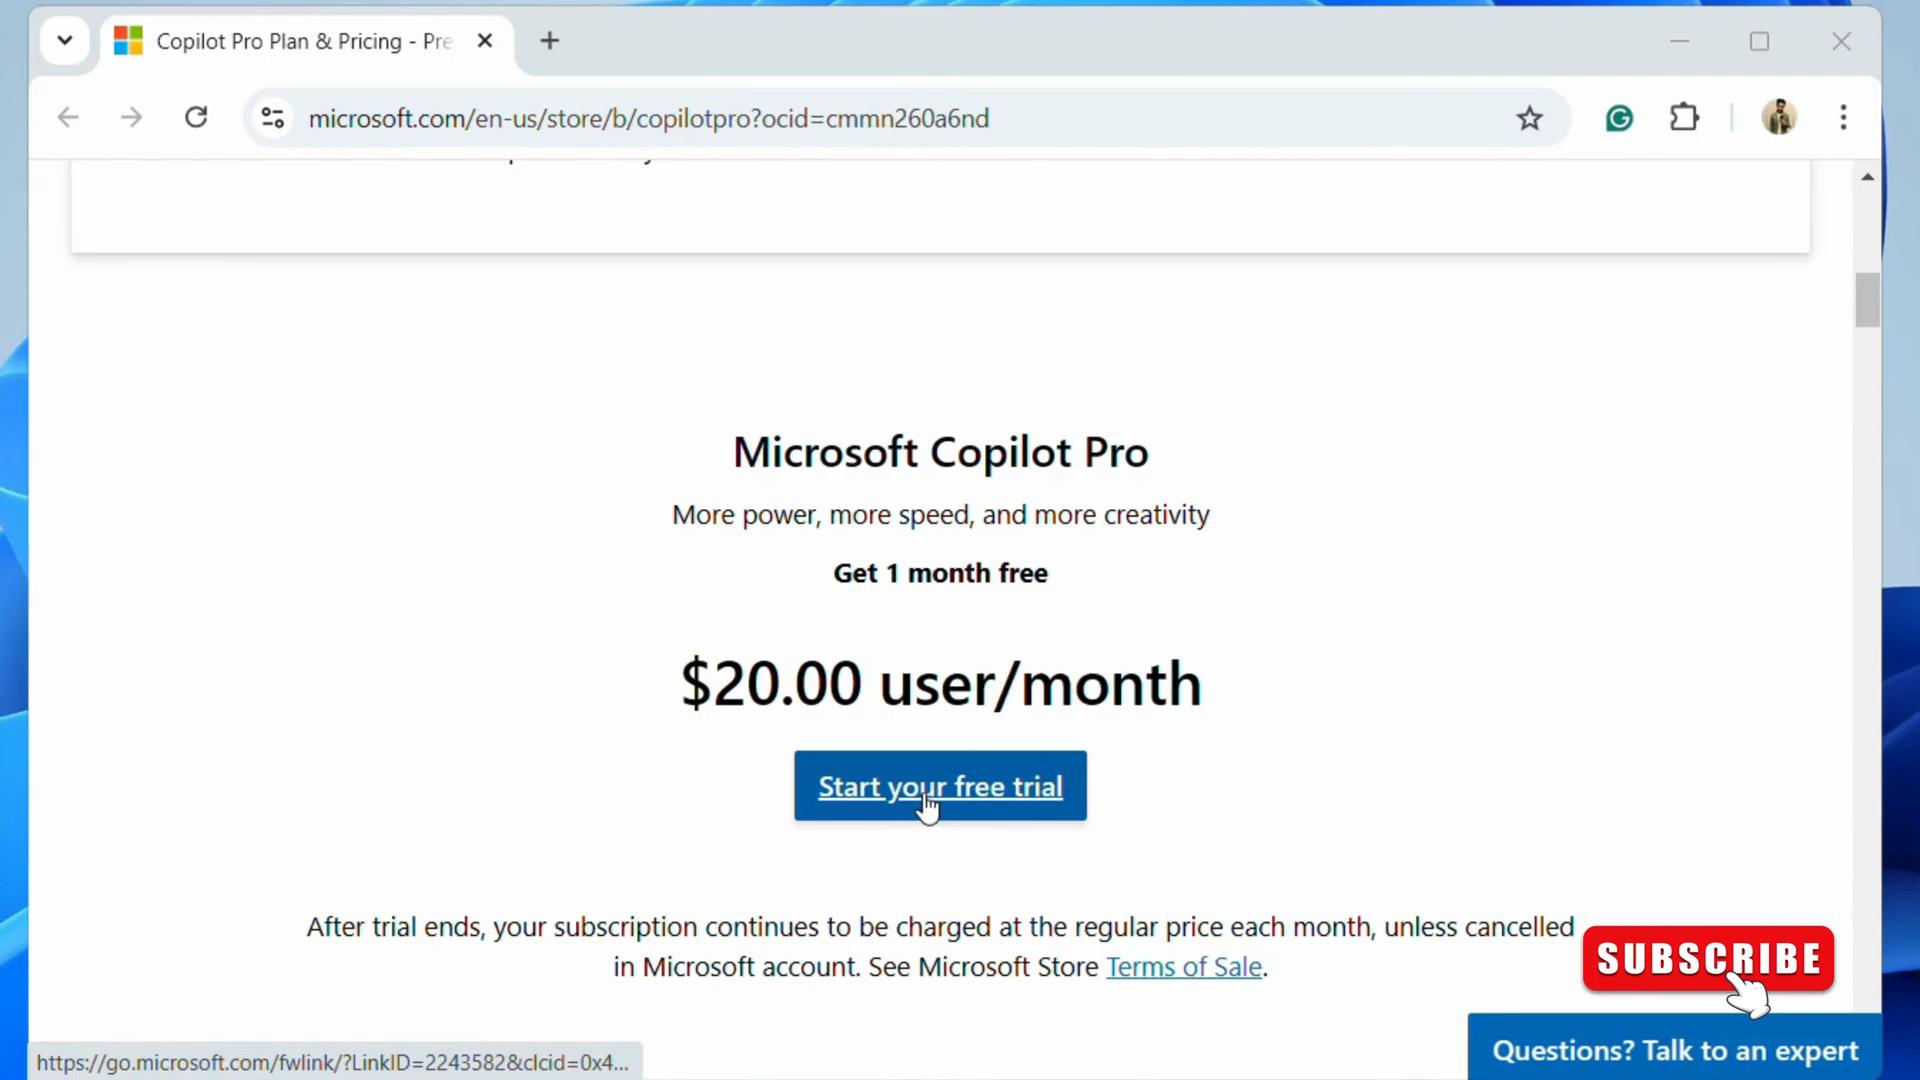 Copilot Pro Plan & Pricing - Pre
microsoft.com/en-us/store/b/copilotpro?ocid=cmmn260a6nd
Microsoft Copilot Pro
More power, more speed, and more creativity
Get 1 month free
$20.00 user/month
Start your free trial
After trial ends, your subscription continues to be charged at the regular price each month, unless cancelled
in Microsoft account. See Microsoft Store Terms of Sale.
SUBSCRIBE
Questions? Talk to an expert
https://go.microsoft.com/fwlink/?LinkID=2243582&clcid=0x4...